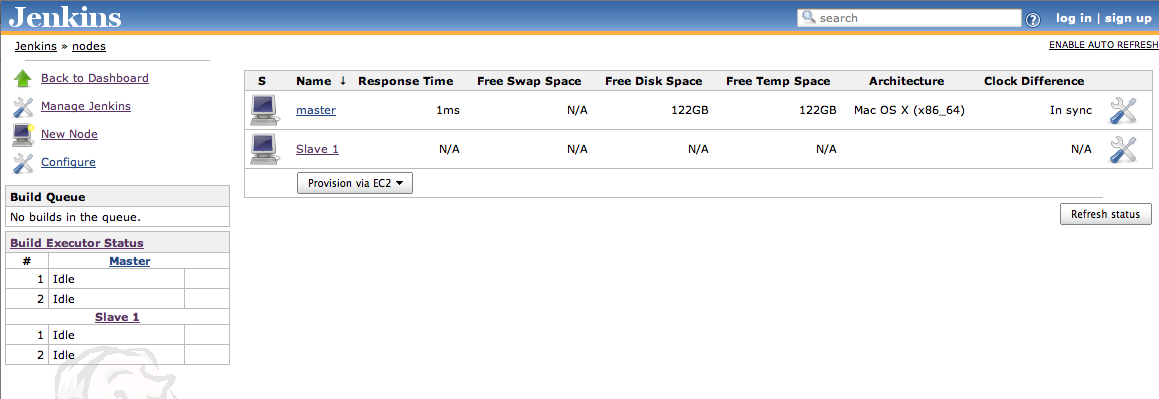 Jenkins
search
log in | sign up
Jenkins » nodes
ENABLE AUTO REFRESH
Back to Dashboard
Manage Jenkins
New Node
Configure
Build Queue
No builds in the queue.
Build Executor Status
# Master
1 Idle
2 Idle
Slave 1
1 Idle
2 Idle
S Name ↓ Response Time Free Swap Space Free Disk Space Free Temp Space Architecture Clock Difference
master 1ms N/A 122GB 122GB Mac OS X (x86_64) In sync
Slave 1 N/A N/A N/A N/A N/A
Provision via EC2
Refresh status